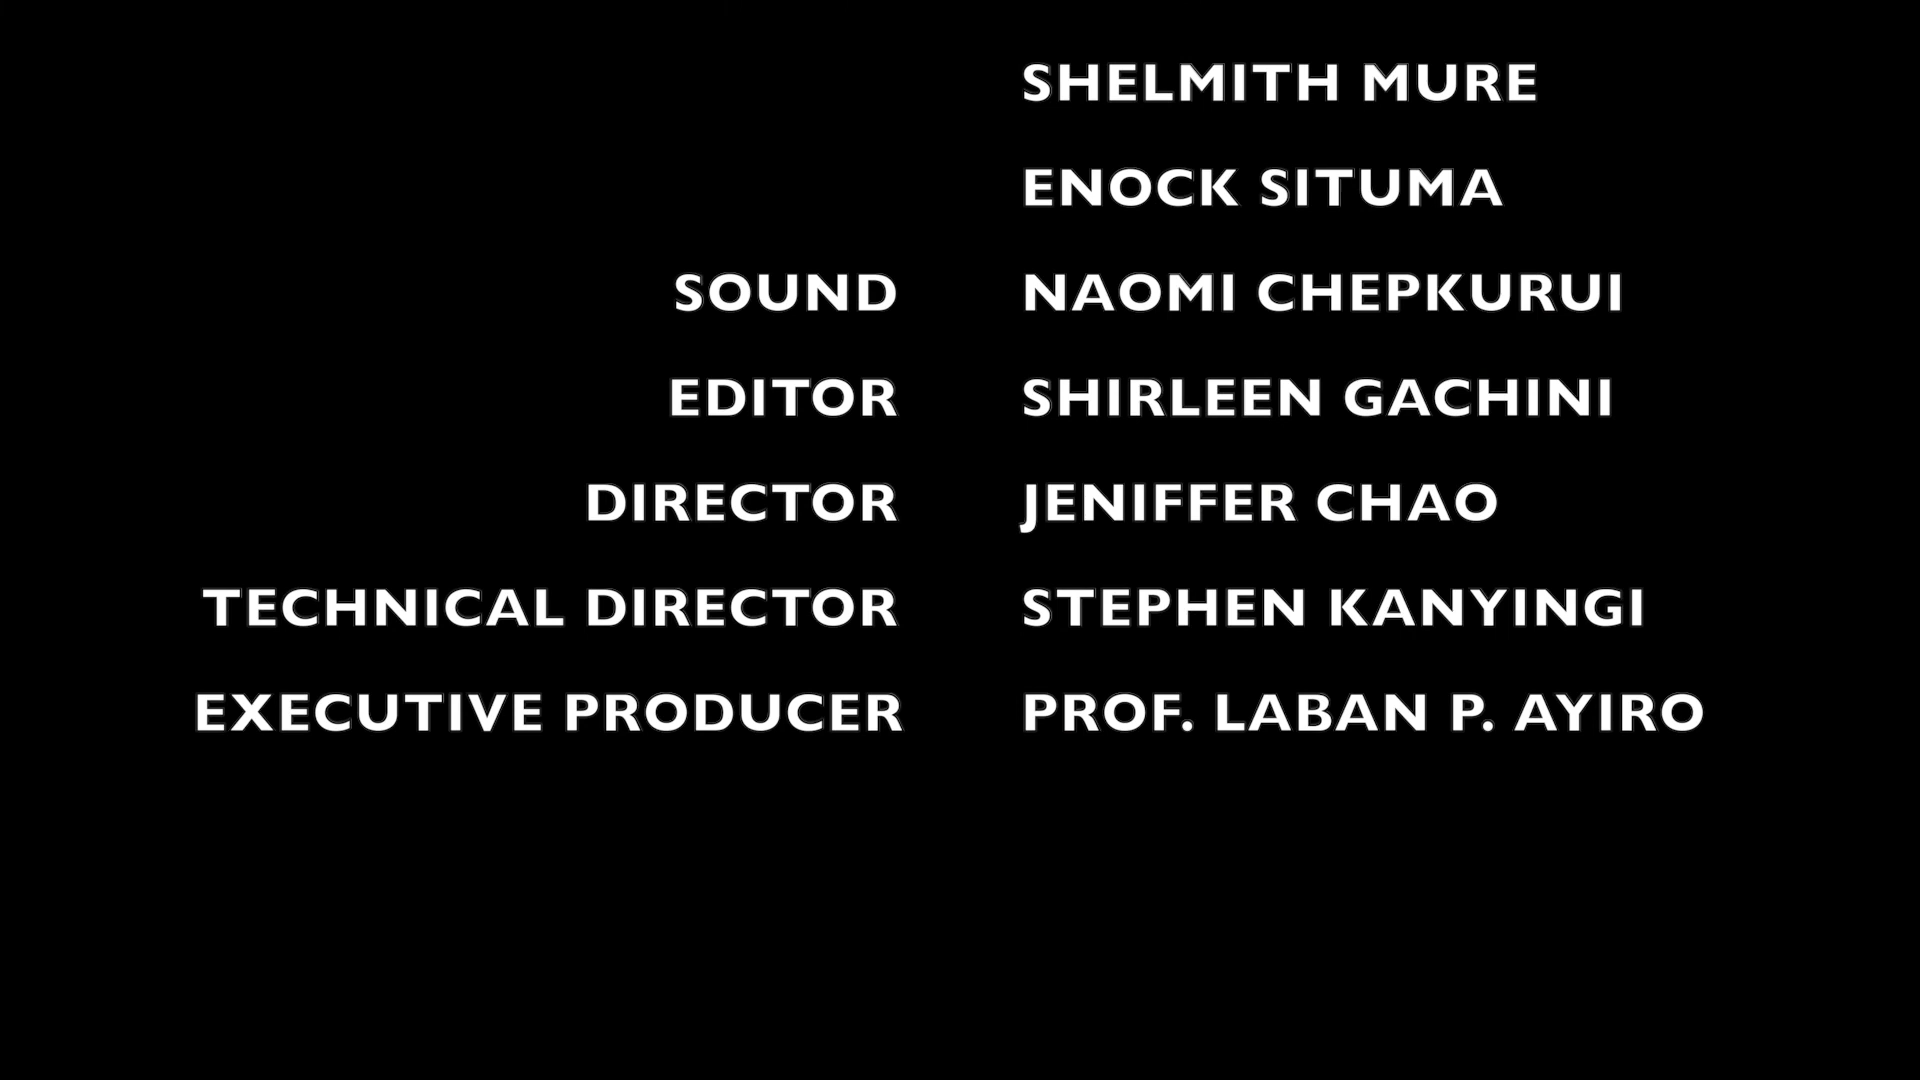 SHELMITH MURE
ENOCK SITUMA
SOUND NAOMI CHEPKURUI
EDITOR SHIRLEEN GACHINI
DIRECTOR JENIFFER CHAO
TECHNICAL DIRECTOR STEPHEN KANYINGI
EXECUTIVE PRODUCER PROF. LABAN P. AYIRO